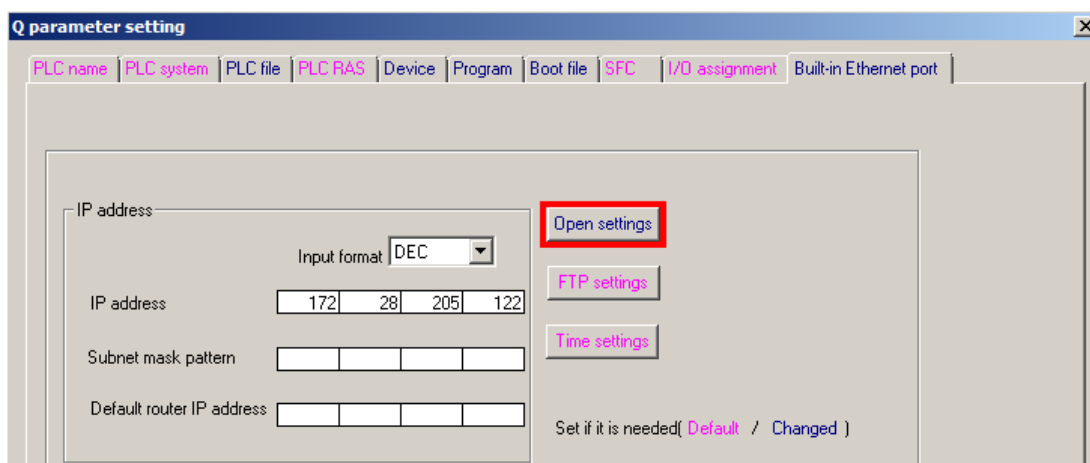 Q parameter setting
PLC name PLC system PLC file PLC RAS Device Program Boot file SFC I/O assignment Built-in Ethernet port
IP address
Open settings
Input format DEC
FTP settings
IP address 172 28 205 122
Time settings
Subnet mask pattern
Default router IP address
Set if it is needed( Default / Changed )